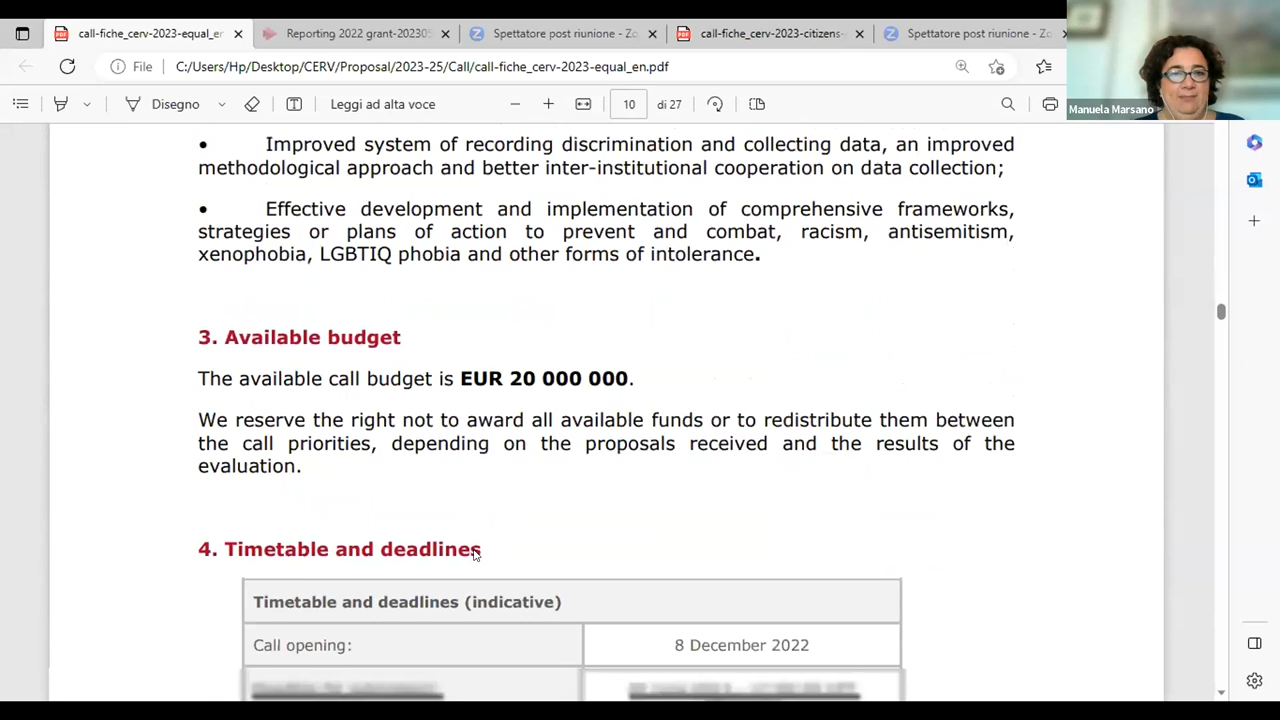 call-fiche_cerv-2023-equal_er
Reporting 2022 grant-20230
Spettatore post riunione - Zo
call-fiche_cerv-2023-citizens-
Spettatore post riunione - Zo
File
C:/Users/Hp/Desktop/CERV/Proposal/2023-25/Call/call-fiche_cerv-2023-equal_en.pdf
Manuela Marsano
Disegno
Leggi ad alta voce
10
di 27
• Improved system of recording discrimination and collecting data, an improved
methodological approach and better inter-institutional cooperation on data collection;
• Effective development and implementation of comprehensive frameworks,
strategies or plans of action to prevent and combat, racism, antisemitism,
xenophobia, LGBTIQ phobia and other forms of intolerance.
3. Available budget
The available call budget is EUR 20 000 000.
We reserve the right not to award all available funds or to redistribute them between
the call priorities, depending on the proposals received and the results of the
evaluation.
4. Timetable and deadlines
Timetable and deadlines (indicative)
Call opening:
8 December 2022